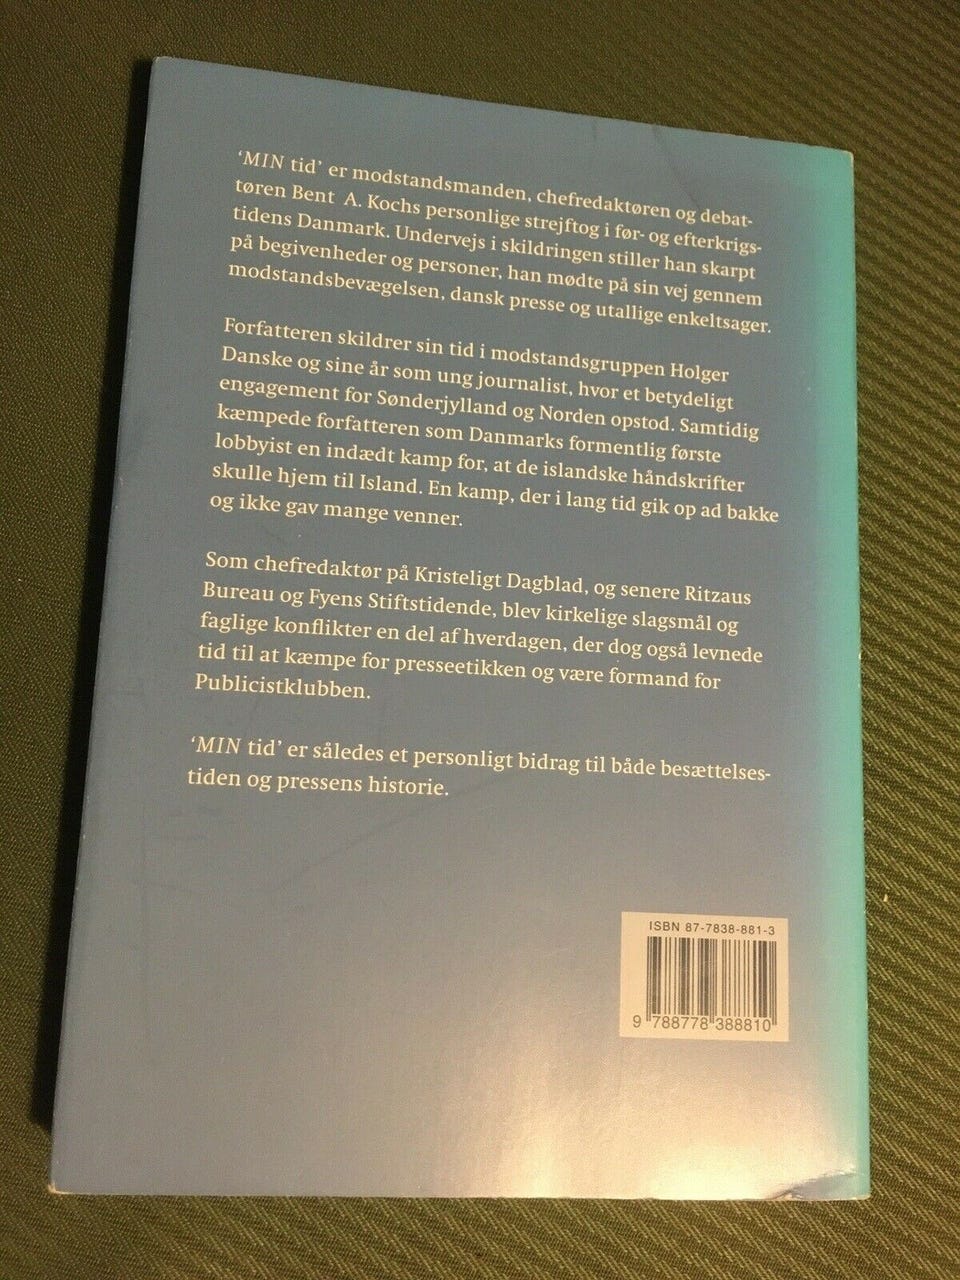 ‘MIN tid’ er modstandsmanden, chefredaktøren og debat-
tøren Bent A. Kochs personlige strejftog i før- og efterkrigs-
tidens Danmark. Undervejs i skildringen stiller han skarpt
på begivenheder og personer, han mødte på sin vej gennem
modstandsbevægelsen, dansk presse og utallige enkeltsager.
Forfatteren skildrer sin tid i modstandsgruppen Holger
Danske og sine år som ung journalist, hvor et betydeligt
engagement for Sønderjylland og Norden opstod. Samtidig
kæmpede forfatteren som Danmarks formentlig første
lobbyist en indædt kamp for, at de islandske håndskrifter
skulle hjem til Island. En kamp, der i lang tid gik op ad bakke
og ikke gav mange venner.
Som chefredaktør på Kristeligt Dagblad, og senere Ritzaus
Bureau og Fyens Stiftstidende, blev kirkelige slagsmål og
faglige konflikter en del af hverdagen, der dog også levnede
tid til at kæmpe for presseetikken og være formand for
Publicistklubben.
‘MIN tid’ er således et personligt bidrag til både besættelses-
tiden og pressens historie.
ISBN 87-7838-881-3
9 788778 388810